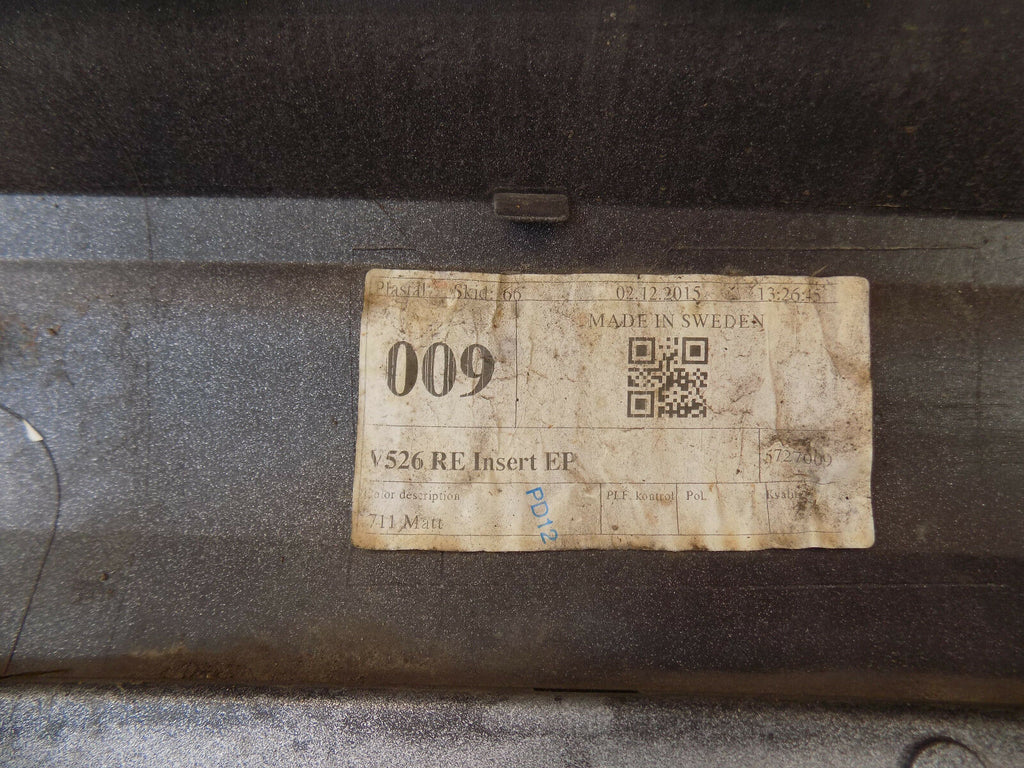 Plastal Skid: 66 02.12.2015 13:26:45
MADE IN SWEDEN
009
V526 RE Insert EP
Color description PLF. kontrol Pol.
711 Matt
PD12